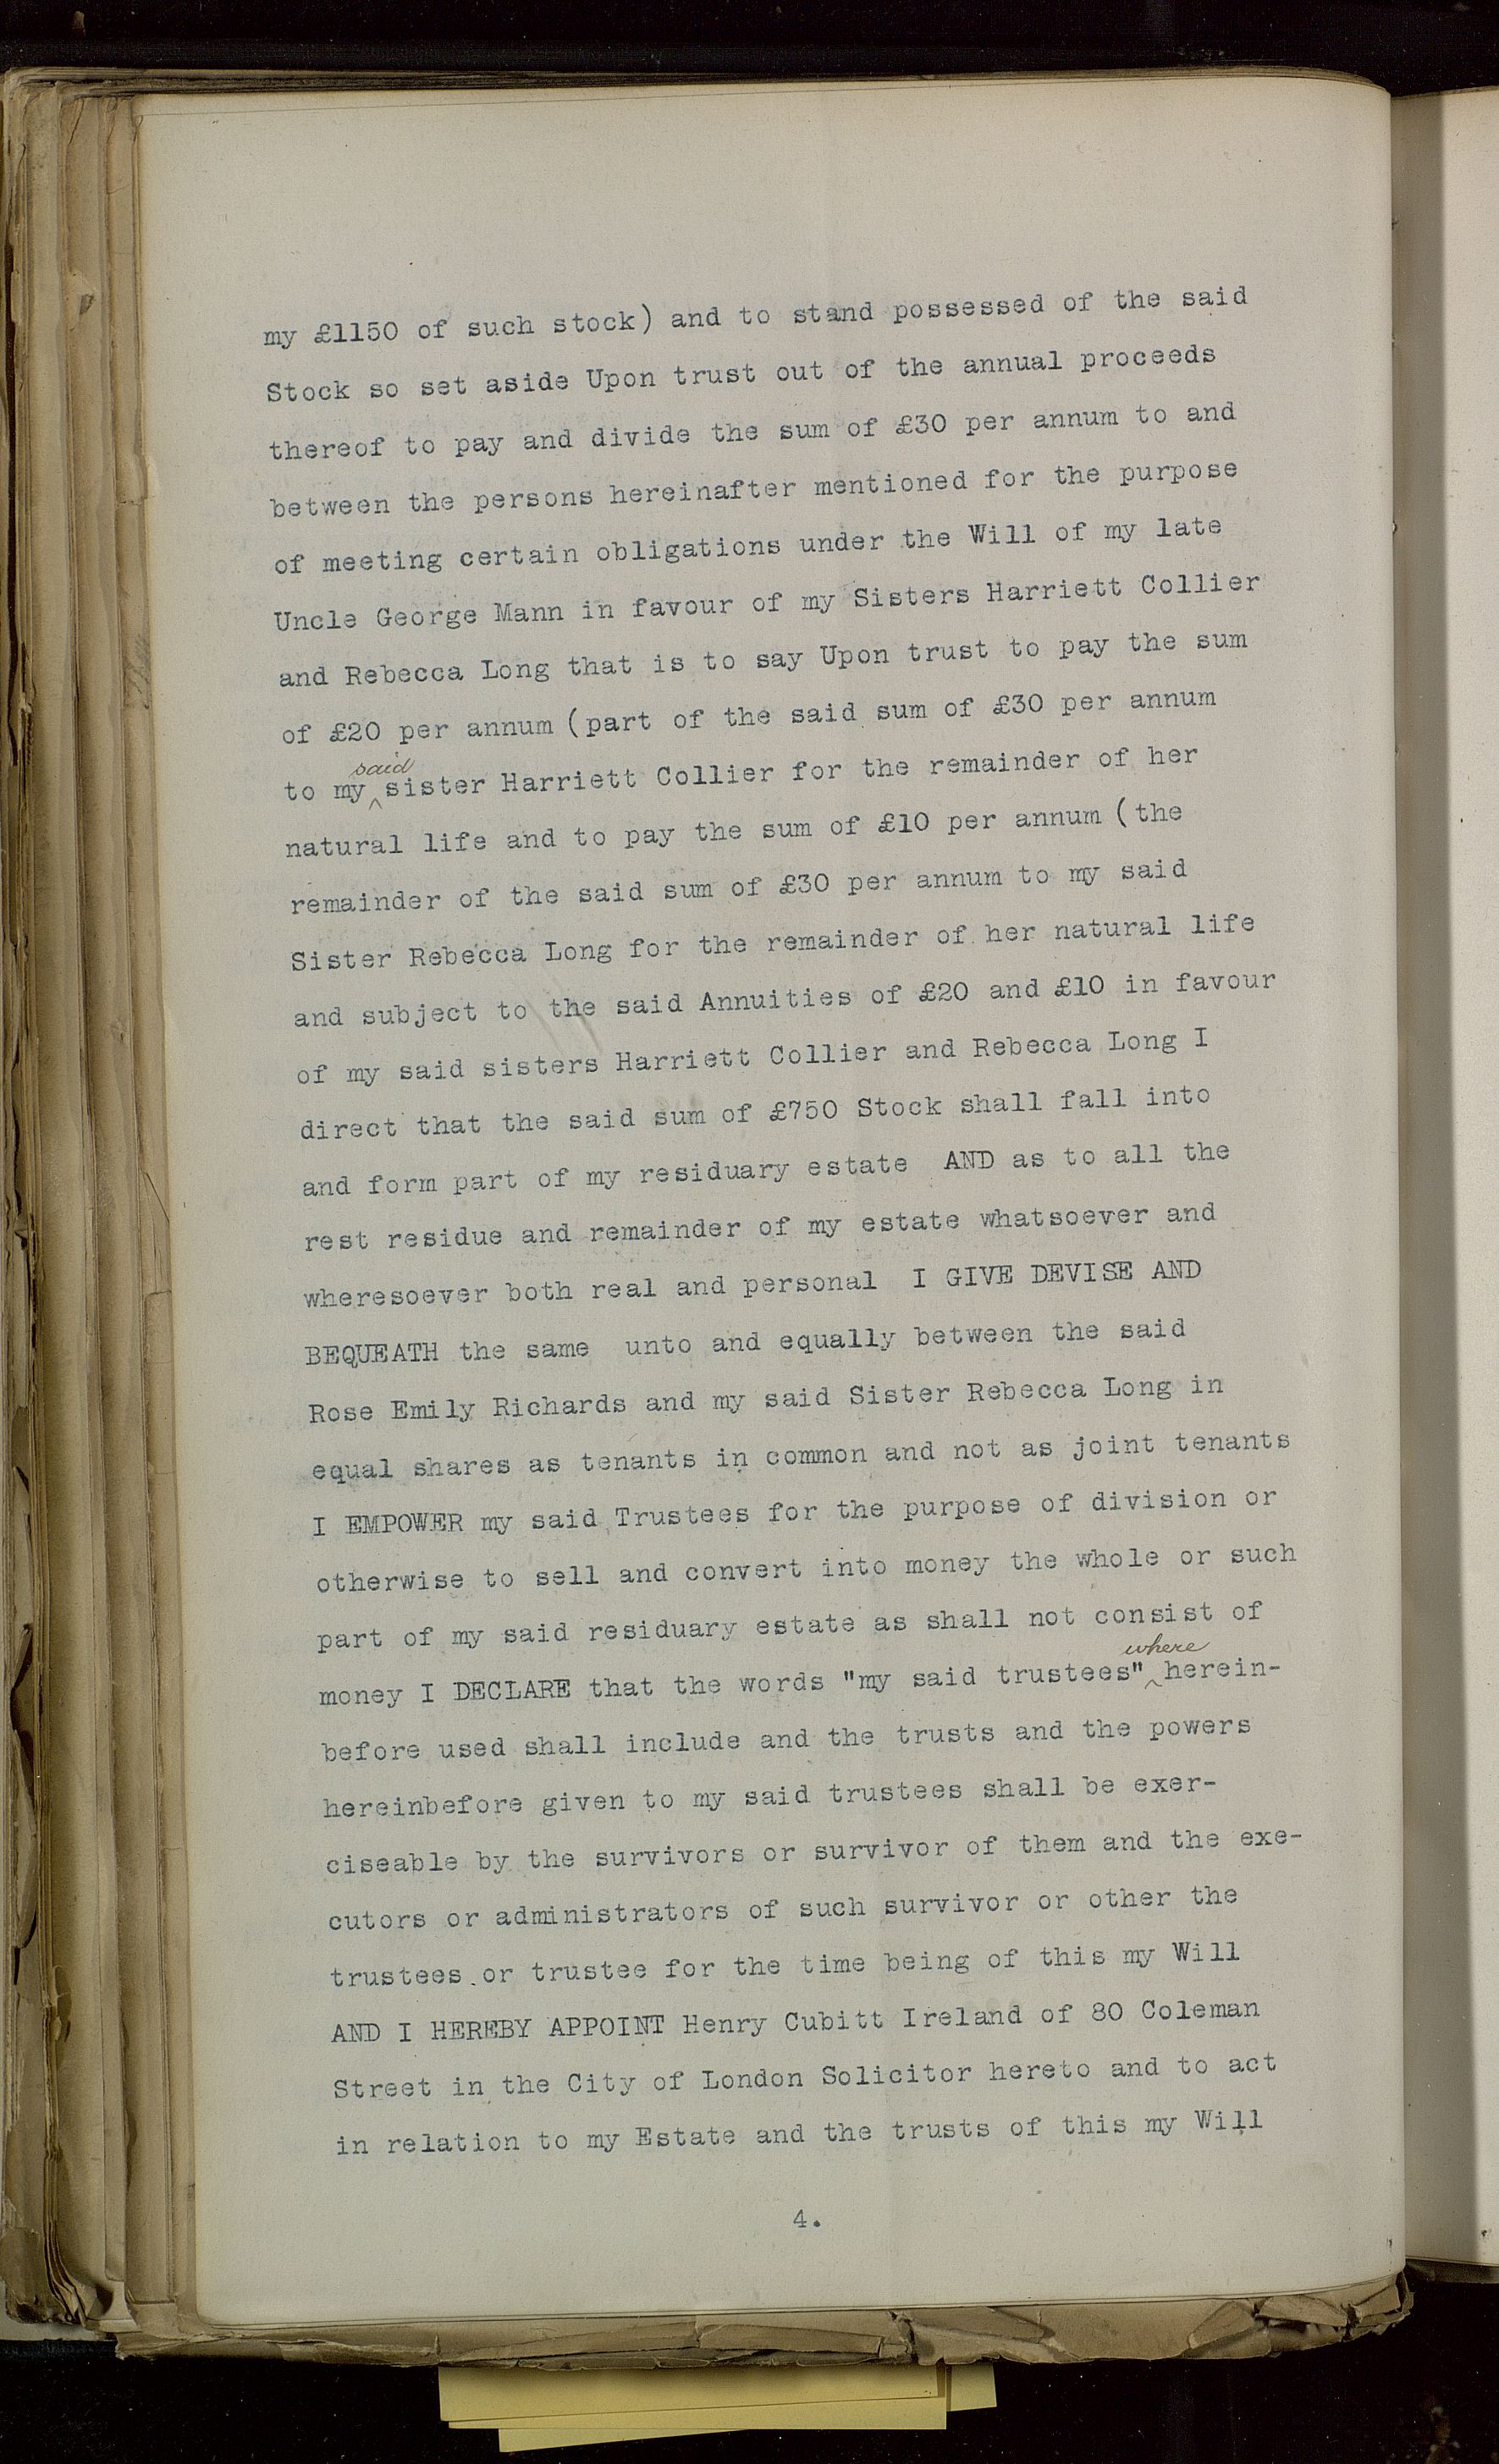 my £1150 of such stock) and to stand possessed of the said
Stock so set aside Upon trust out of the annual proceeds
thereof to pay and divide the sum of £30 per annum to and
between the persons hereinafter mentioned for the purpose
of meeting certain obligations under the Will of my late
Uncle George Mann in favour of my Sisters Harriett Collier
and Rebecca Long that is to say Upon trust to pay the sum
of £20 per annum (part of the said sum of £30 per annum
said
to my ^ sister Harriett Collier for the remainder of her
natural life and to pay the sum of £10 per annum (the
remainder of the said sum of £30 per annum to my said
Sister Rebecca Long for the remainder of her natural life
and subject to the said Annuities of £20 and £10 in favour
of my said sisters Harriett Collier and Rebecca Long I
direct that the said sum of £750 Stock shall fall into
and form part of my residuary estate AND as to all the
rest residue and remainder of my estate whatsoever and
wheresoever both real and personal I GIVE DEVISE AND
BEQUEATH the same unto and equally between the said
Rose Emily Richards and my said Sister Rebecca Long in
equal shares as tenants in common and not as joint tenants
I EMPOWER my said Trustees for the purpose of division or
otherwise to sell and convert into money the whole or such
part of my said residuary estate as shall not consist of
where
money I DECLARE that the words "my said trustees" ^ herein-
before used shall include and the trusts and the powers
hereinbefore given to my said trustees shall be exer-
ciseable by the survivors or survivor of them and the exe-
cutors or administrators of such survivor or other the
trustees or trustee for the time being of this my Will
AND I HEREBY APPOINT Henry Cubitt Ireland of 80 Coleman
Street in the City of London Solicitor hereto and to act
in relation to my Estate and the trusts of this my Will
4.